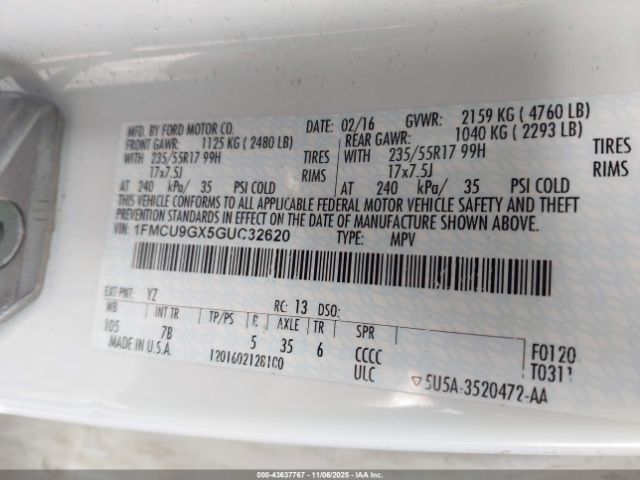 MFD. BY FORD MOTOR CO.
DATE: 02/16 GVWR: 2159 KG ( 4760 LB)
FRONT GAWR: 1125 KG ( 2480 LB) REAR GAWR: 1040 KG ( 2293 LB)
WITH 235/55R17 99H TIRES WITH 235/55R17 99H TIRES
17x7.5J RIMS 17x7.5J RIMS
AT 240 kPa/ 35 PSI COLD AT 240 kPa/ 35 PSI COLD
THIS VEHICLE CONFORMS TO ALL APPLICABLE FEDERAL MOTOR VEHICLE SAFETY AND THEFT
PREVENTION STANDARDS IN EFFECT ON THE DATE OF MANUFACTURE SHOWN ABOVE.
VIN: 1FMCU9GX5GUC32620 TYPE: MPV
EXT PNT: YZ RC: 13 DSO:
WB INT TR TP/PS R AXLE TR SPR
105 7B 5 35 6 CCCC F0120
MADE IN U.S.A. 1201602128100 ULC T0311
5U5A-3520472-AA
000-43637767 - 11/06/2025 - IAA